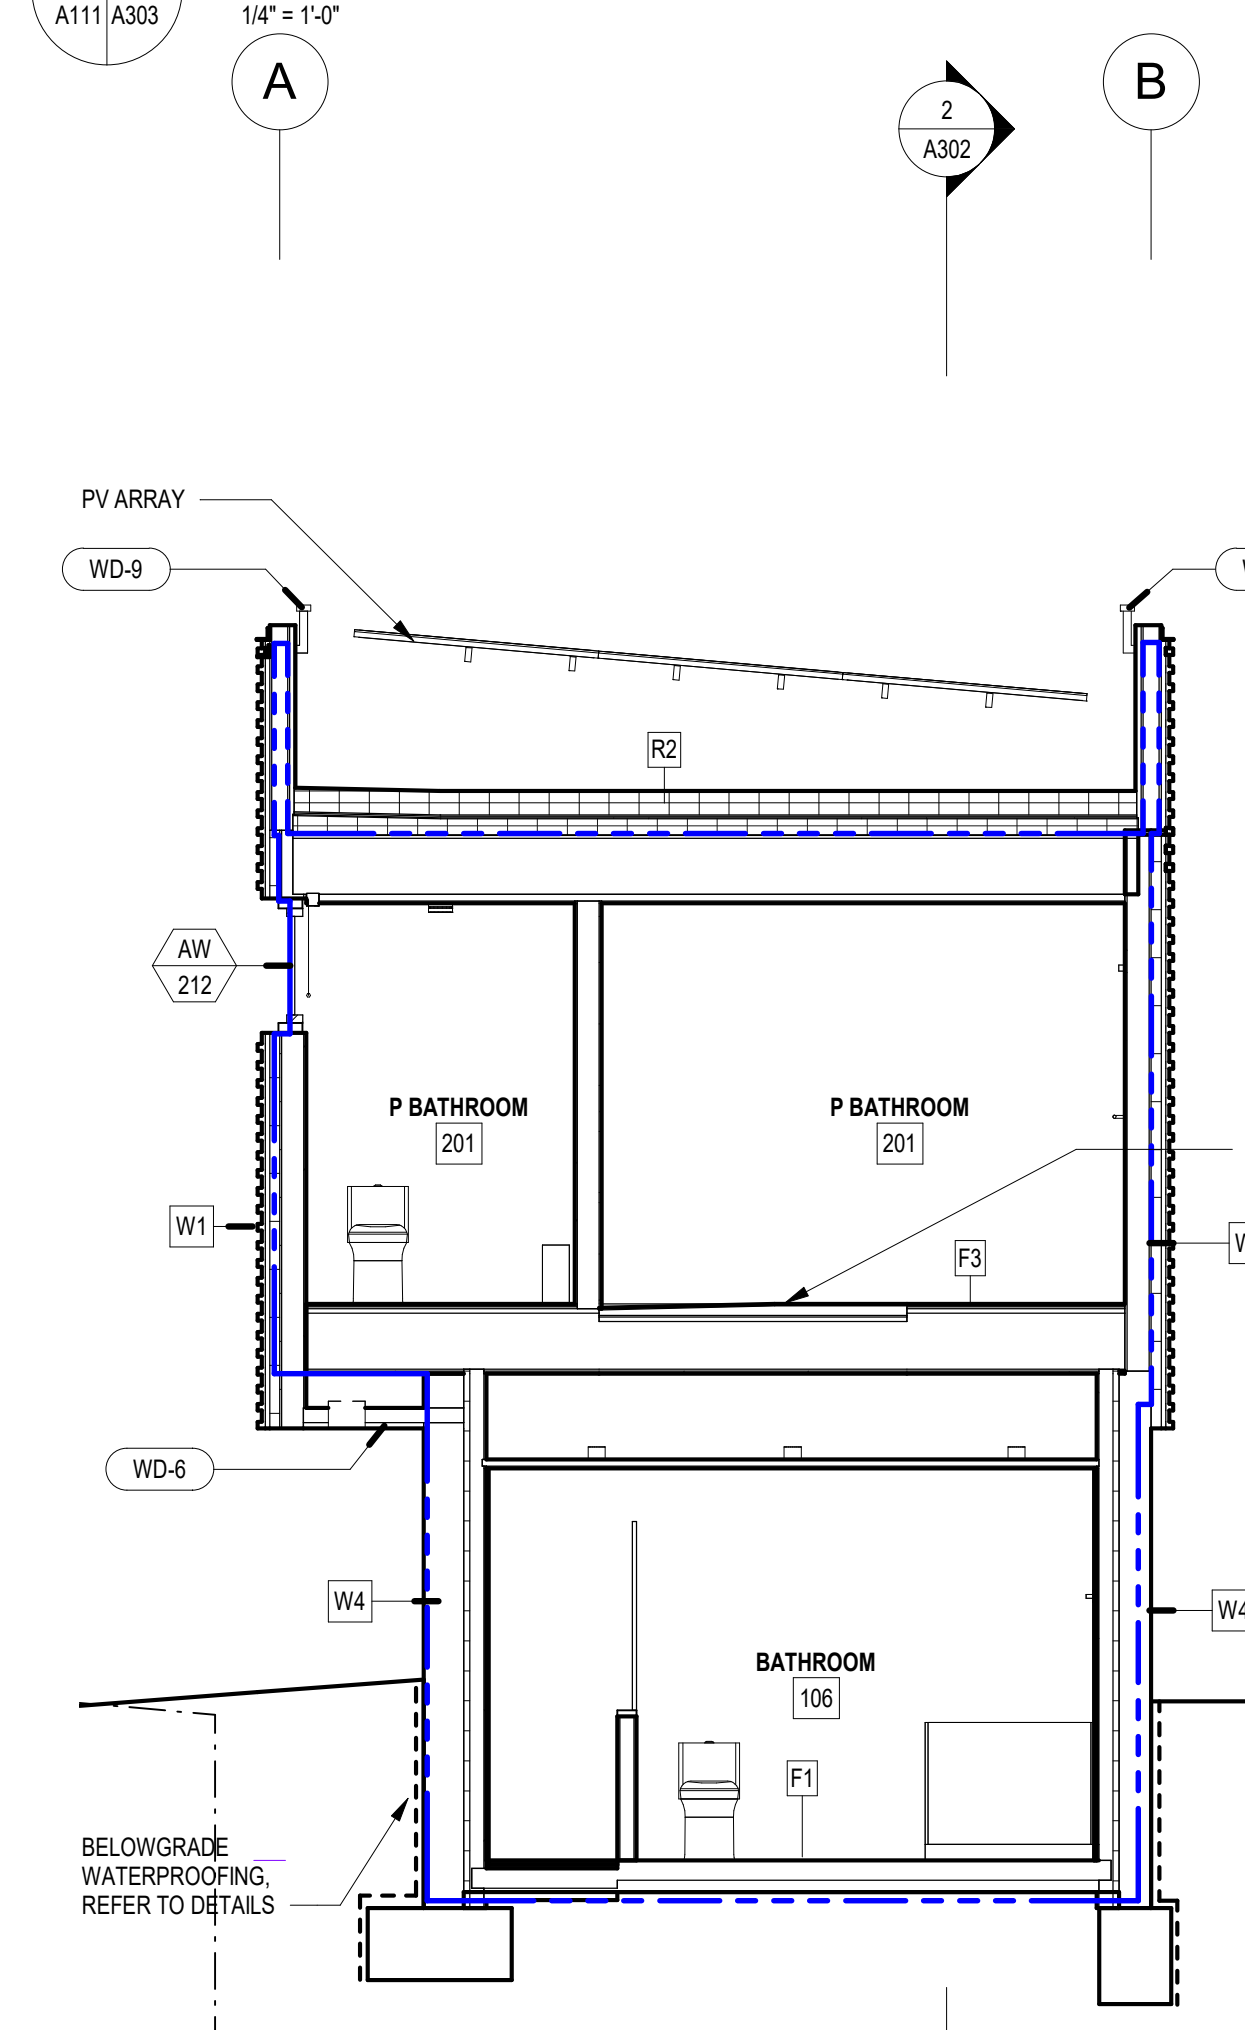 A111 A303
1/4" = 1'-0"
A
B
2
A302
PV ARRAY
WD-9
R2
AW
212
P BATHROOM
201
P BATHROOM
201
W1
F3
WD-6
W4
W4
BATHROOM
106
F1
BELOWGRADE
WATERPROOFING,
REFER TO DETAILS